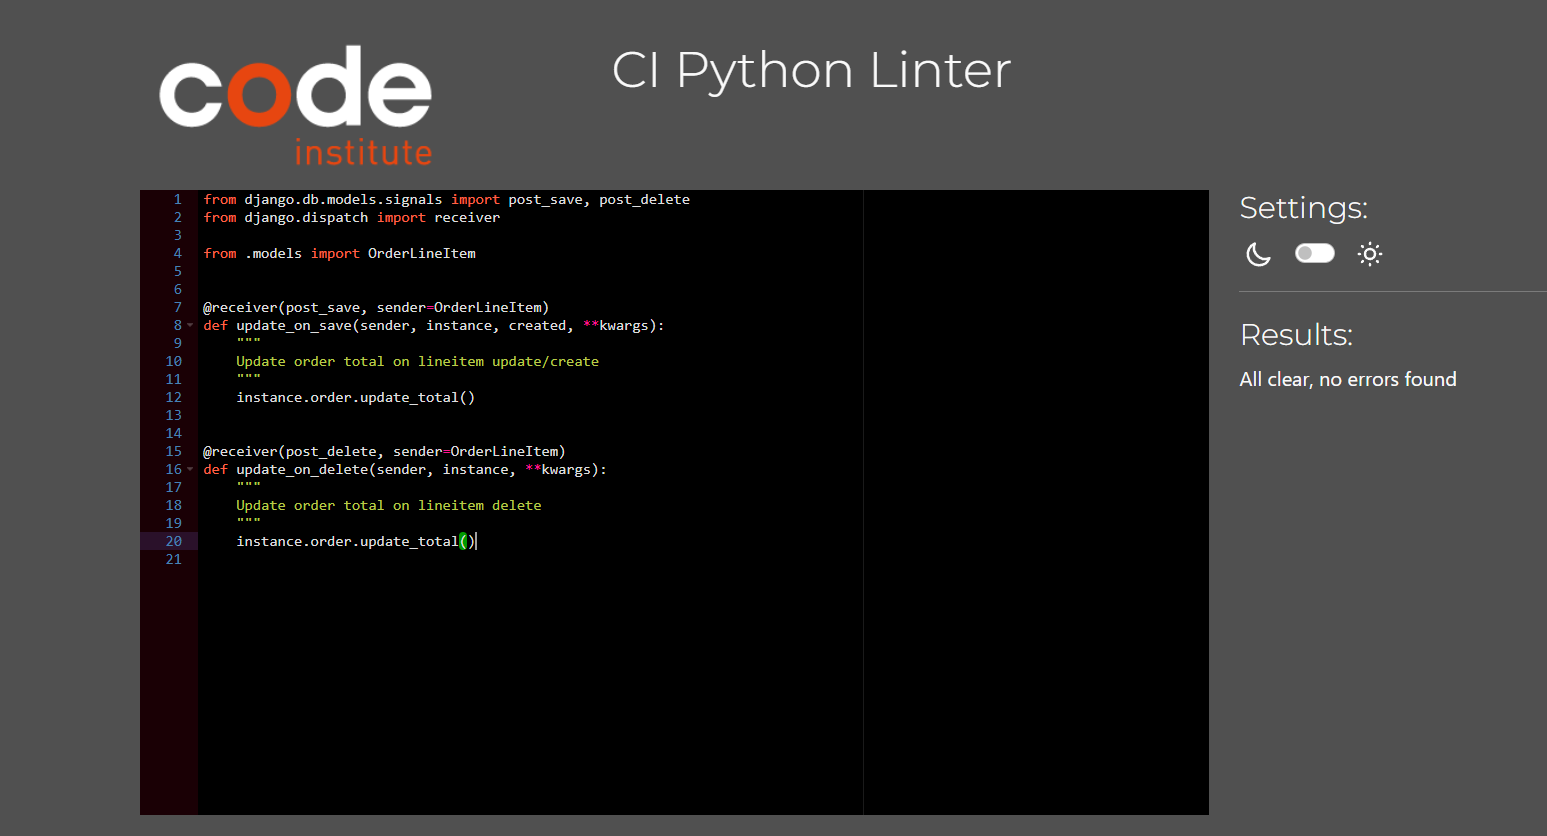 code
institute
CI Python Linter
1 from django.db.models.signals import post_save, post_delete
2 from django.dispatch import receiver
3
4 from .models import OrderLineItem
5
6
7 @receiver(post_save, sender=OrderLineItem)
8 def update_on_save(sender, instance, created, **kwargs):
9     """
10     Update order total on lineitem update/create
11     """
12     instance.order.update_total()
13
14
15 @receiver(post_delete, sender=OrderLineItem)
16 def update_on_delete(sender, instance, **kwargs):
17     """
18     Update order total on lineitem delete
19     """
20     instance.order.update_total()
21
Settings:
Results:
All clear, no errors found